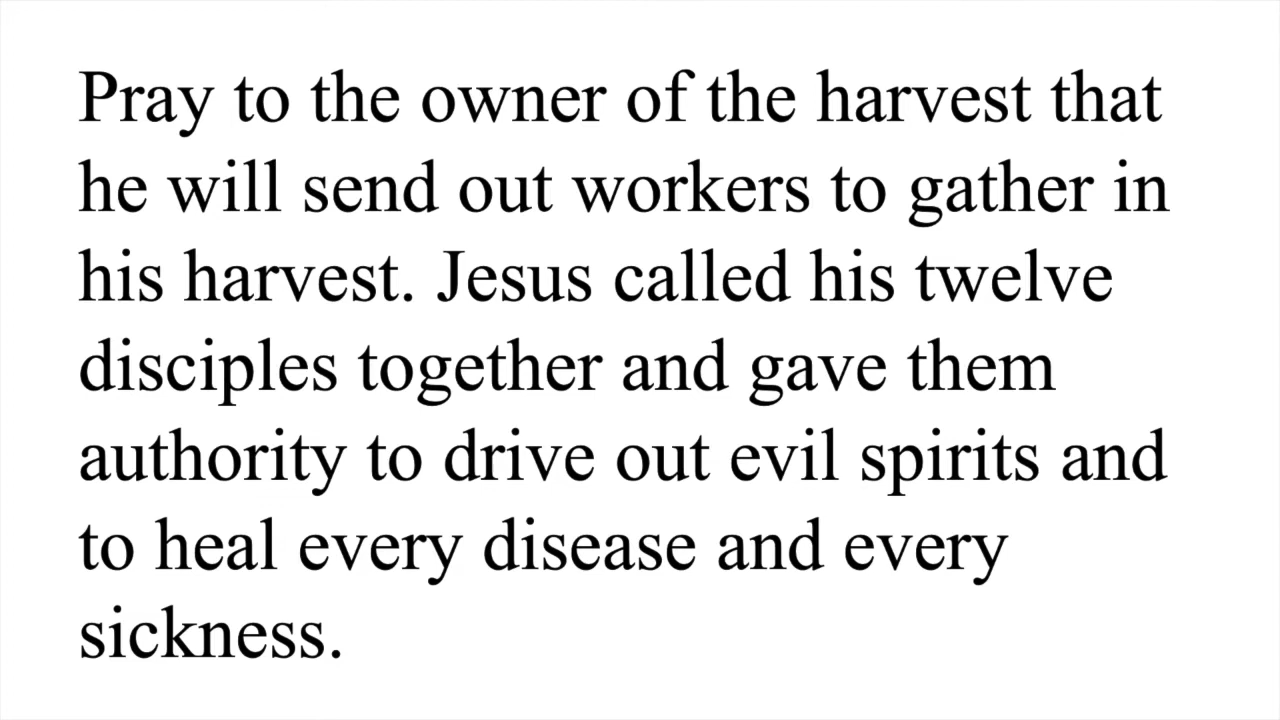 Pray to the owner of the harvest that
he will send out workers to gather in
his harvest. Jesus called his twelve
disciples together and gave them
authority to drive out evil spirits and
to heal every disease and every
sickness.